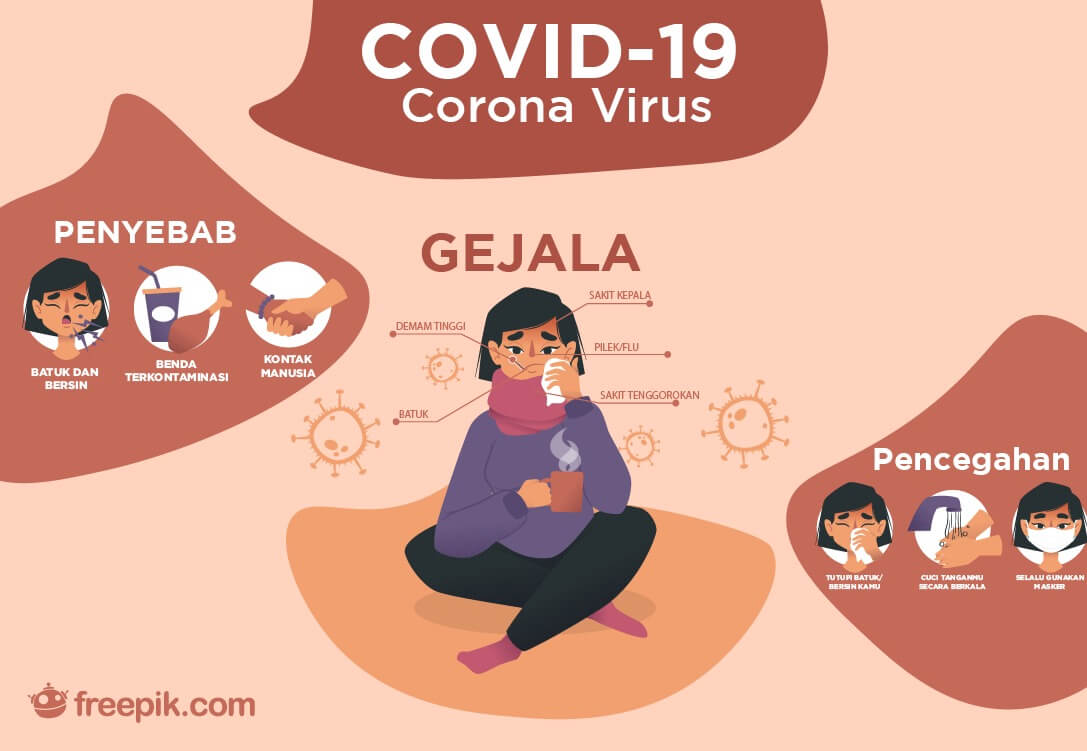 COVID-19
Corona Virus
PENYEBAB
BATUK DAN
BERSIN
BENDA
TERKONTAMINASI
KONTAK
MANUSIA
GEJALA
SAKIT KEPALA
DEMAM TINGGI
PILEK/FLU
SAKIT TENGGOROKAN
BATUK
Pencegahan
TUTUPI BATUK/
BERSIN KAMU
CUCI TANGANMU
SECARA BERKALA
SELALU GUNAKAN
MASKER
freepik.com